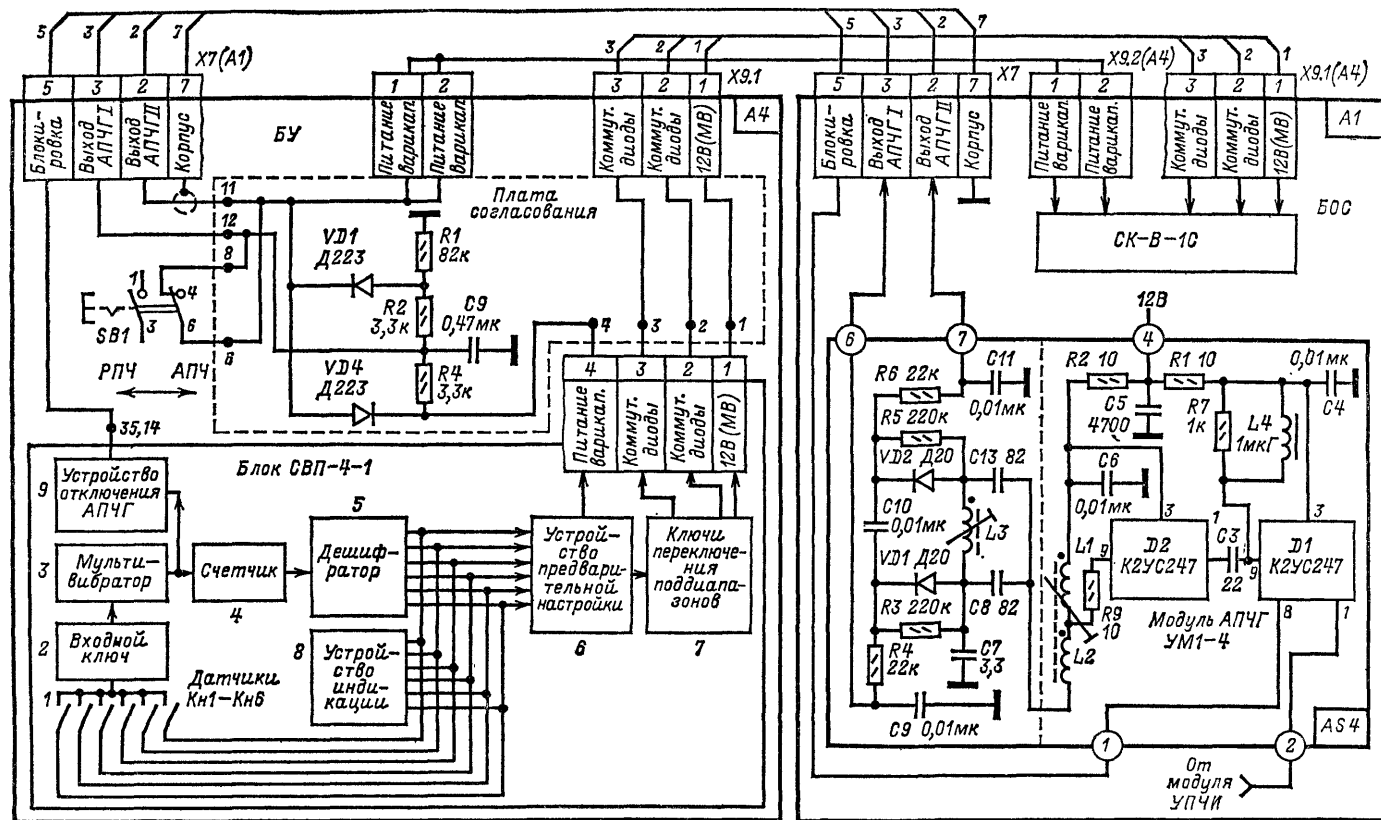 5 3 2 7
X7(A1)
5 3 2 7
Блоки-
ровка
Выход
АПЧГ I
Выход
АПЧГ II
Корпус
БУ
1 2
Питание
варикап.
Питание
варикап.
3 2 1
X9.1
3 2 1
Коммут.
диоды
Коммут.
диоды
12В(МВ)
A4
11
12
8
6
Плата
согласования
VD1
Д223
R1
82к
R2
3,3к
C9
0,47мк
VD4
Д223
R4
3,3к
1
4
3
6
SB1
РПЧ
АПЧ
35,14
4
3
2
1
4 3 2 1
Питание
варикап.
Коммут.
диоды
Коммут.
диоды
12В(МВ)
Блок СВП-4-1
9
Устройство
отключения
АПЧГ
3
Мульти-
вибратор
Счетчик
4
5
Дешиф-
ратор
Устрой-
ство
предвари-
тельной
настройки
6
Ключи
переключе-
ния
поддиапа-
зонов
7
2
Входной
ключ
8
Устрой-
ство
инди-
кации
1
Датчики
Кн1-Кн6
5 3 2 7
X7
5 3 2 7
Блоки-
ровка
Выход
АПЧГ I
Выход
АПЧГ II
Корпус
X9.2(A4)
1 2
Питание
варикап.
Питание
варикап.
3 2 1
X9.1(A4)
3 2 1
Коммут.
диоды
Коммут.
диоды
12В(МВ)
A1
БОС
СК-В-1С
12В
6
7
4
C11
0,01мк
R6 22к
R5 220к
VD2 Д20
C13 82
C10
0,01мк
L3
VD1 Д20
R3 220к
C8 82
R4
22к
C7
3,3
C9 0,01мк
R2 10
R1 10
C5
4700
0,01мк
C4
R7
1к
L4
1мкГ
C6
0,01мк
3
D2
К2УС247
9
1
C3
22
3
D1
К2УС247
9
8
1
L1
R9
10
L2
Модуль АПЧГ
УМ1-4
AS4
1
2
От
модуля
УПЧИ